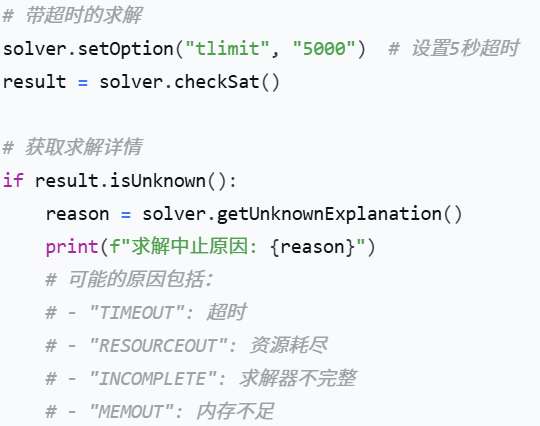 # 带超时的求解
solver.setOption("tlimit", "5000")  # 设置5秒超时
result = solver.checkSat()

# 获取求解详情
if result.isUnknown():
    reason = solver.getUnknownExplanation()
    print(f"求解中止原因: {reason}")
    # 可能的原因包括:
    # - "TIMEOUT": 超时
    # - "RESOURCEOUT": 资源耗尽
    # - "INCOMPLETE": 求解器不完整
    # - "MEMOUT": 内存不足